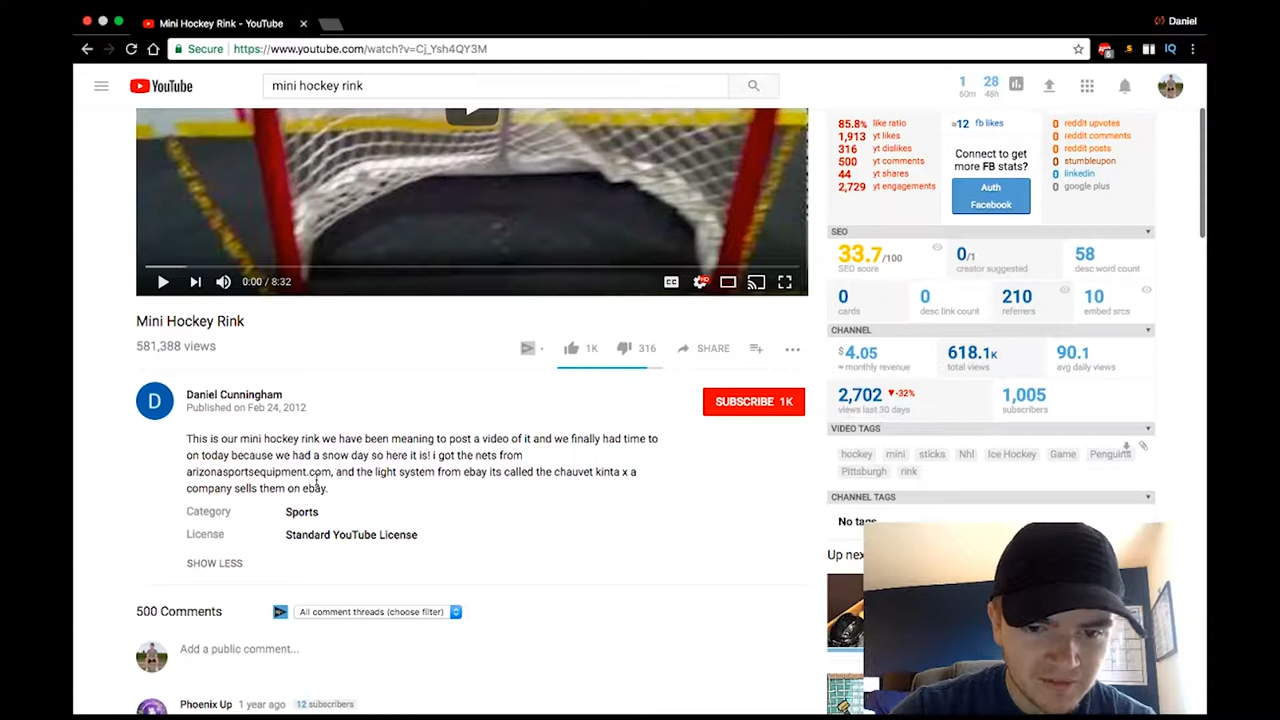 Mini Hockey Rink - YouTube
Daniel
Secure
https://www.youtube.com/watch?v=Cj_Ysh4QY3M
IQ
YouTube
mini hockey rink
1
60m
28
48h
85.8% like ratio
1,913 yt likes
316 yt dislikes
500 yt comments
44 yt shares
2,729 yt engagements
≈12 fb likes
Connect to get
more FB stats?
Auth
Facebook
0 reddit upvotes
0 reddit comments
0 reddit posts
0 stumbleupon
0 linkedin
0 google plus
SEO
33.7/100
SEO score
0/1
creator suggested
58
desc word count
0
cards
0
desc link count
210
referrers
10
embed srcs
CHANNEL
$4.05
≈ monthly revenue
618.1K
total views
90.1
avg daily views
2,702 ▾-32%
views last 30 days
1,005
subscribers
VIDEO TAGS
hockey mini sticks Nhl Ice Hockey Game Penguins
Pittsburgh rink
CHANNEL TAGS
No tags
Up nex
0:00 / 8:32
CC
HD
Mini Hockey Rink
581,388 views
1K
316
SHARE
D
Daniel Cunningham
Published on Feb 24, 2012
SUBSCRIBE 1K
This is our mini hockey rink we have been meaning to post a video of it and we finally had time to
on today because we had a snow day so here it is! i got the nets from
arizonasportsequipment.com, and the light system from ebay its called the chauvet kinta x a
company sells them on ebay.
Category Sports
License Standard YouTube License
SHOW LESS
500 Comments
All comment threads (choose filter)
Add a public comment...
Phoenix Up 1 year ago 12 subscribers